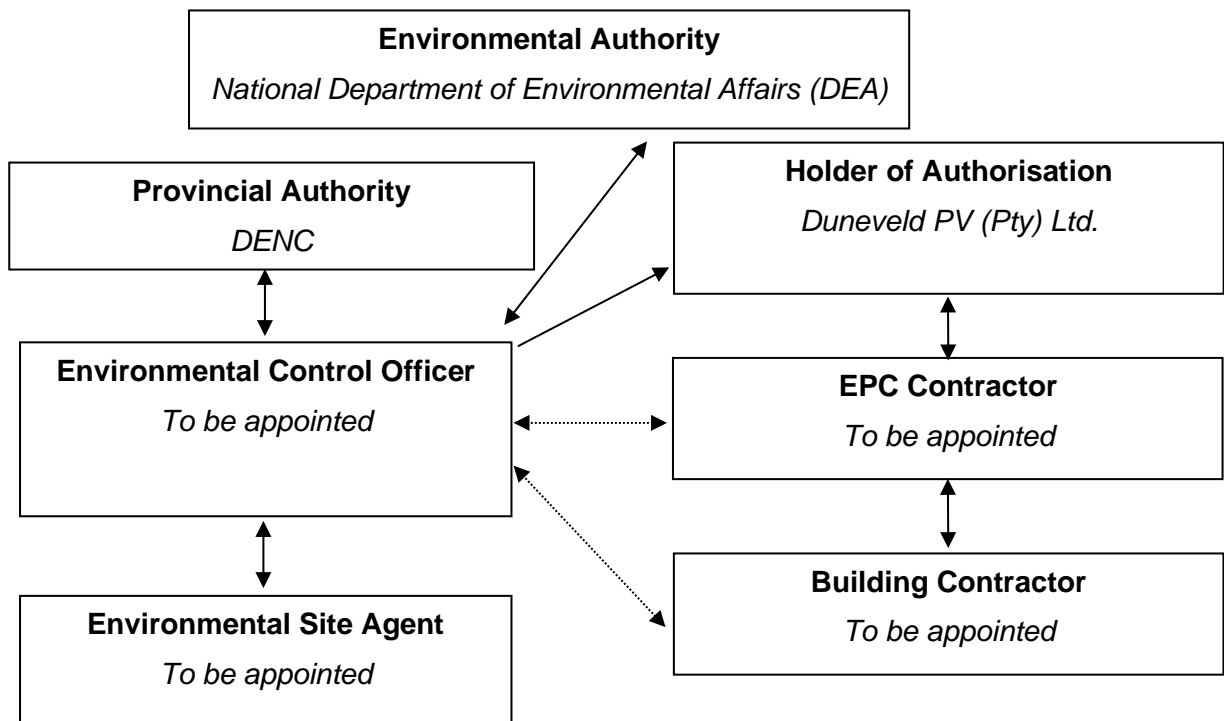 Environmental Authority
National Department of Environmental Affairs (DEA)
Provincial Authority
DENC
Holder of Authorisation
Duneveld PV (Pty) Ltd.
Environmental Control Officer
To be appointed
EPC Contractor
To be appointed
Environmental Site Agent
To be appointed
Building Contractor
To be appointed